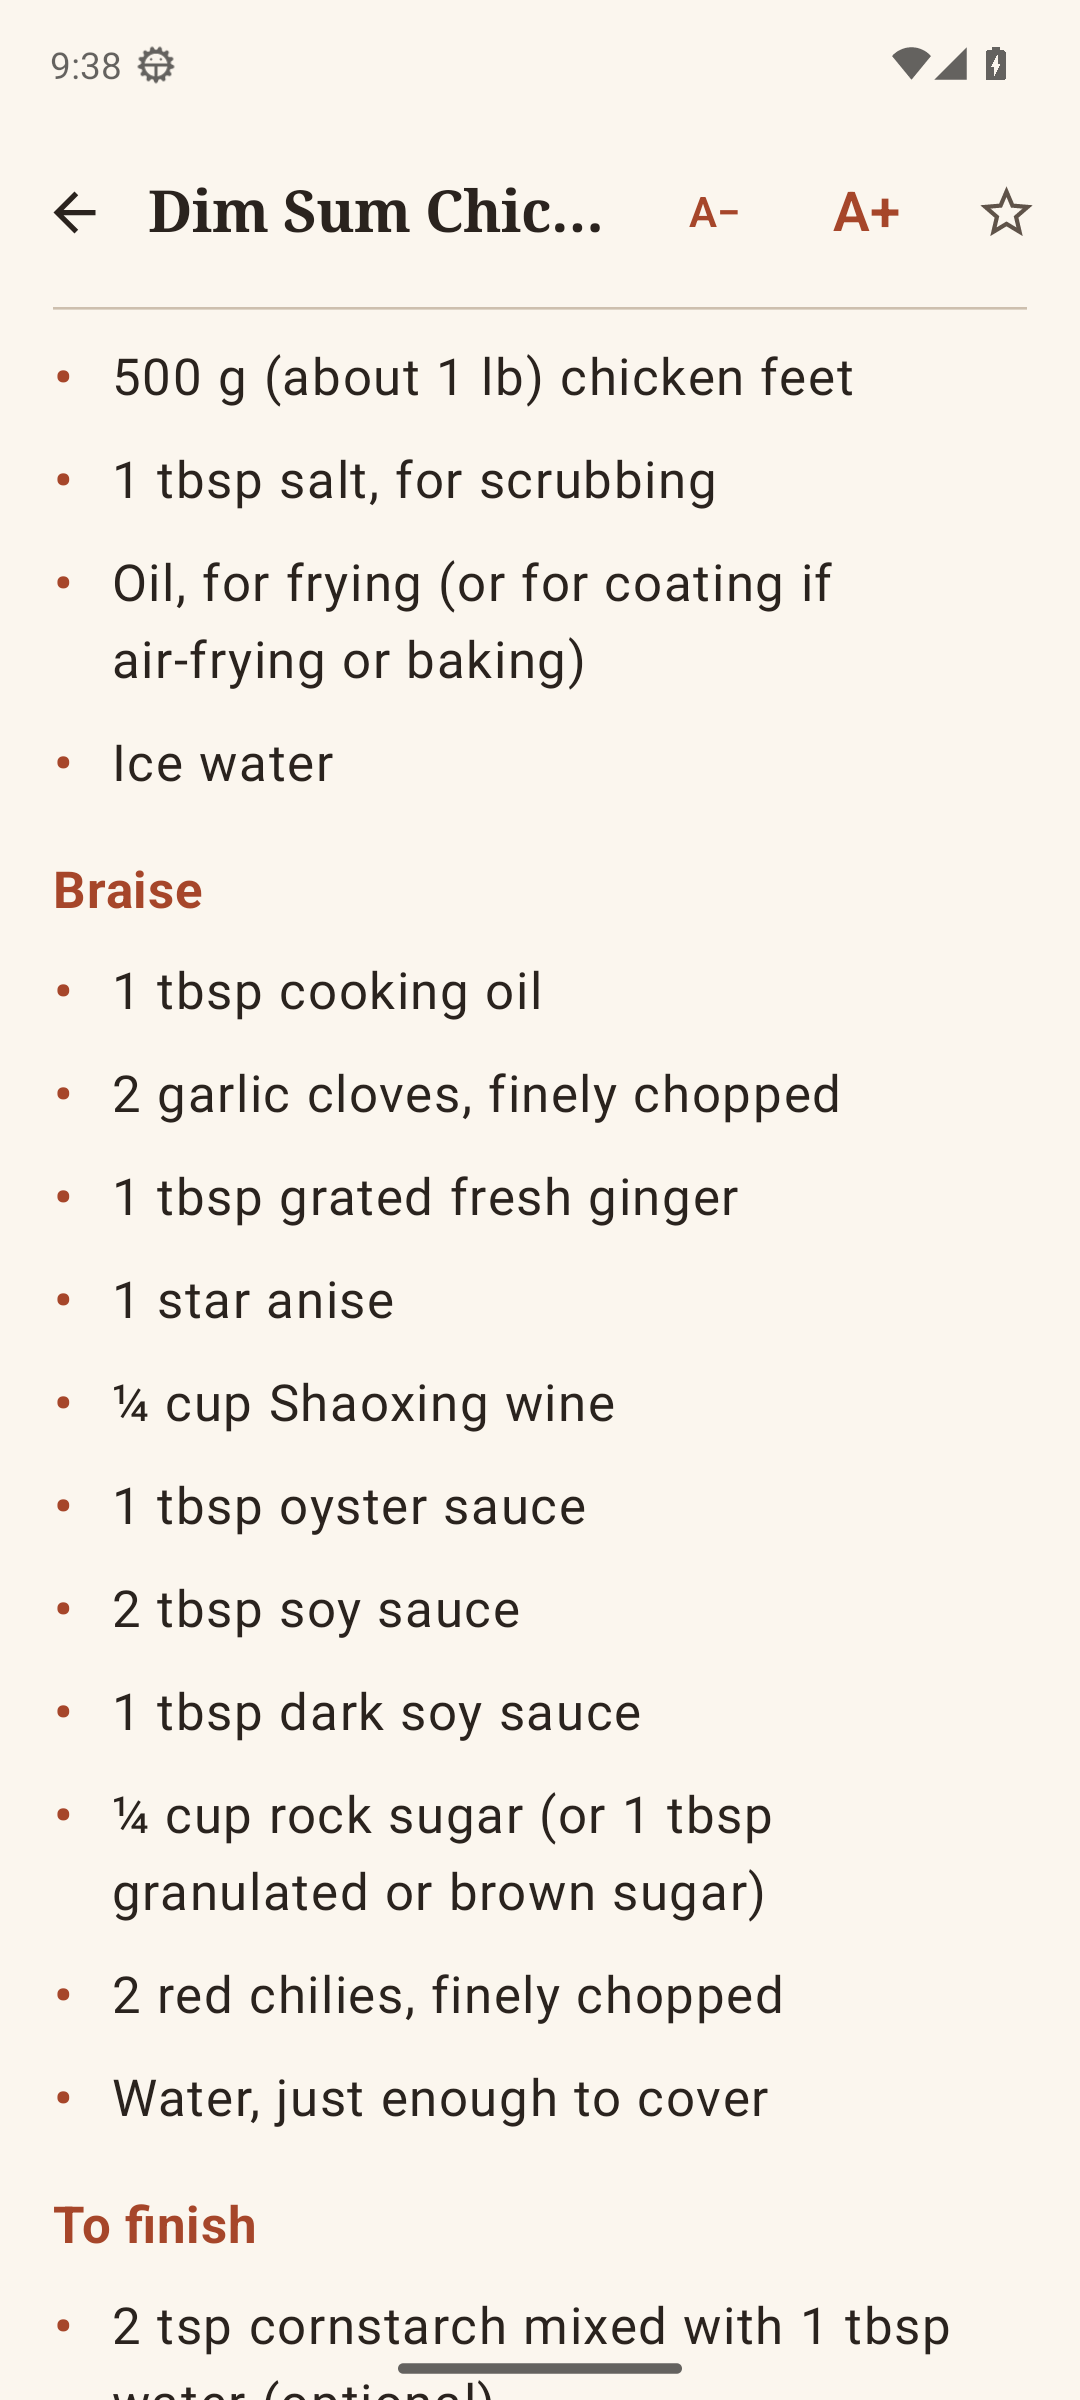 9:38
Dim Sum Chic...
A−
A+
• 500 g (about 1 lb) chicken feet
• 1 tbsp salt, for scrubbing
• Oil, for frying (or for coating if
air-frying or baking)
• Ice water
Braise
• 1 tbsp cooking oil
• 2 garlic cloves, finely chopped
• 1 tbsp grated fresh ginger
• 1 star anise
• ¼ cup Shaoxing wine
• 1 tbsp oyster sauce
• 2 tbsp soy sauce
• 1 tbsp dark soy sauce
• ¼ cup rock sugar (or 1 tbsp
granulated or brown sugar)
• 2 red chilies, finely chopped
• Water, just enough to cover
To finish
• 2 tsp cornstarch mixed with 1 tbsp
water (optional)